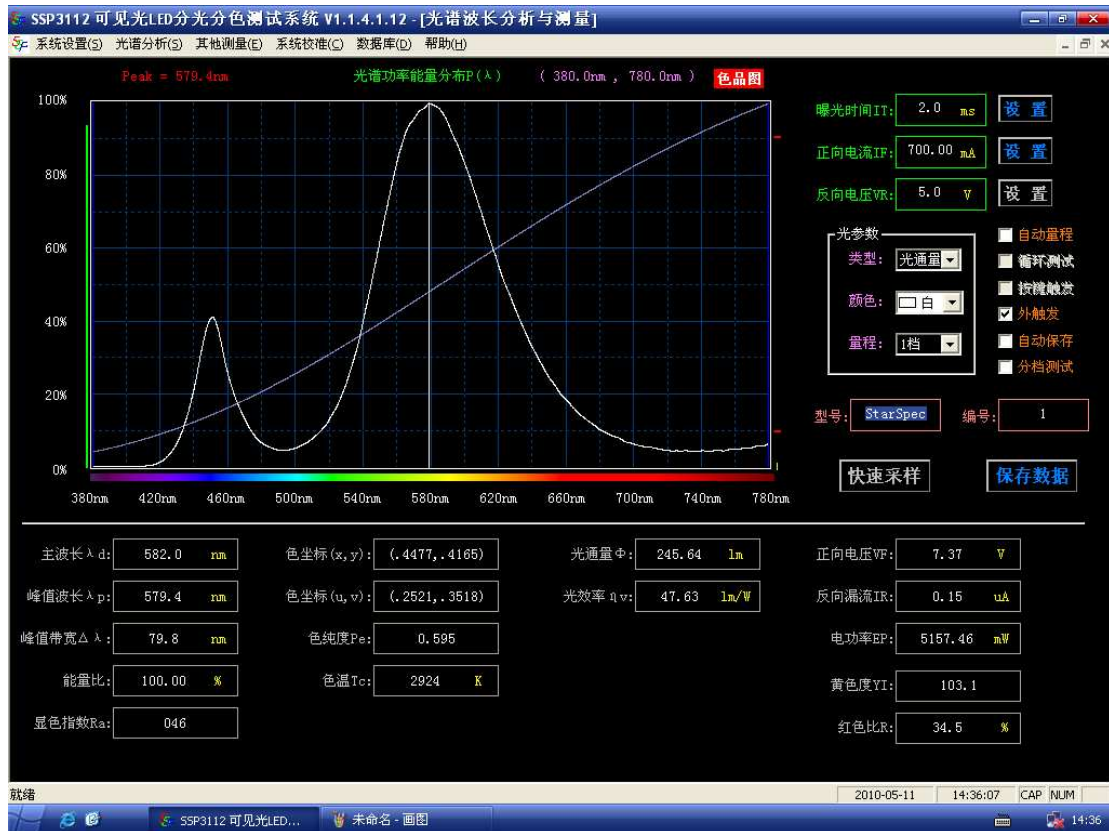 SSP3112 可见光LED分光分色测试系统 V1.1.4.1.12 - [光谱波长分析与测量]
系统设置(S) 光谱分析(S) 其他测量(E) 系统校准(C) 数据库(D) 帮助(H)
Peak = 579.4nm 光谱功率能量分布P(λ) ( 380.0nm , 780.0nm ) 色品图
100%
80%
60%
40%
20%
0%
380nm 420nm 460nm 500nm 540nm 580nm 620nm 660nm 700nm 740nm 780nm
曝光时间IT: 2.0 ms 设 置
正向电流IF: 700.00 mA 设 置
反向电压VR: 5.0 V 设 置
光参数
类型: 光通量
颜色: 白
量程: 1档
自动量程
循环测试
按键触发
外触发
自动保存
分档测试
型号: StarSpec 编号: 1
快速采样 保存数据
主波长λd: 582.0 nm 色坐标(x,y): (.4477,.4165) 光通量Φ: 245.64 lm 正向电压VF: 7.37 V
峰值波长λp: 579.4 nm 色坐标(u,v): (.2521,.3518) 光效率ηv: 47.63 lm/W 反向漏流IR: 0.15 uA
峰值带宽Δλ: 79.8 nm 色纯度Pe: 0.595 电功率EP: 5157.46 mW
能量比: 100.00 % 色温Tc: 2924 K 黄色度YI: 103.1
显色指数Ra: 046 红色比R: 34.5 %
就绪 2010-05-11 14:36:07 CAP NUM
SSP3112 可见光LED... 未命名 - 画图 14:36